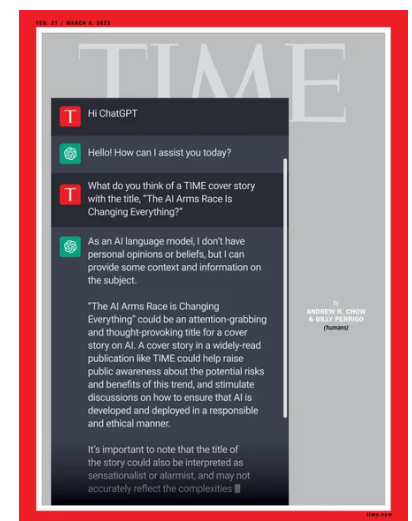 FEB. 27 / MARCH 6, 2023
TIME
T Hi ChatGPT
Hello! How can I assist you today?
T What do you think of a TIME cover story
with the title, "The AI Arms Race Is
Changing Everything?"
As an AI language model, I don't have
personal opinions or beliefs, but I can
provide some context and information on
the subject.
"The AI Arms Race is Changing
Everything" could be an attention-grabbing
and thought-provoking title for a cover
story on AI. A cover story in a widely-read
publication like TIME could help raise
public awareness about the potential risks
and benefits of this trend, and stimulate
discussions on how to ensure that AI is
developed and deployed in a responsible
and ethical manner.
It's important to note that the title of
the story could also be interpreted as
sensationalist or alarmist, and may not
accurately reflect the complexities
by
ANDREW R. CHOW
& BILLY PERRIGO
(humans)
time.com